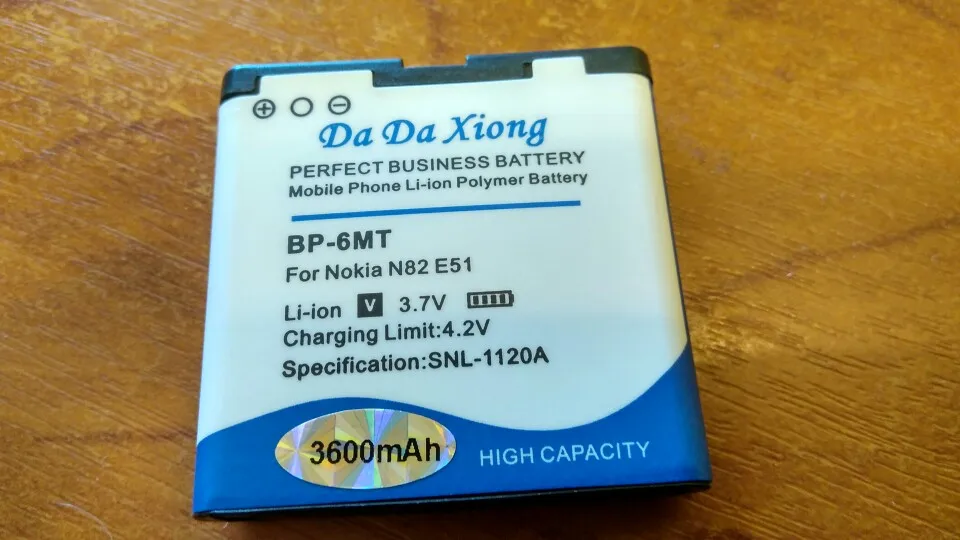 Da Da Xiong
PERFECT BUSINESS BATTERY
Mobile Phone Li-ion Polymer Battery
BP-6MT
For Nokia N82 E51
Li-ion V 3.7V
Charging Limit:4.2V
Specification:SNL-1120A
3600mAh
HIGH CAPACITY